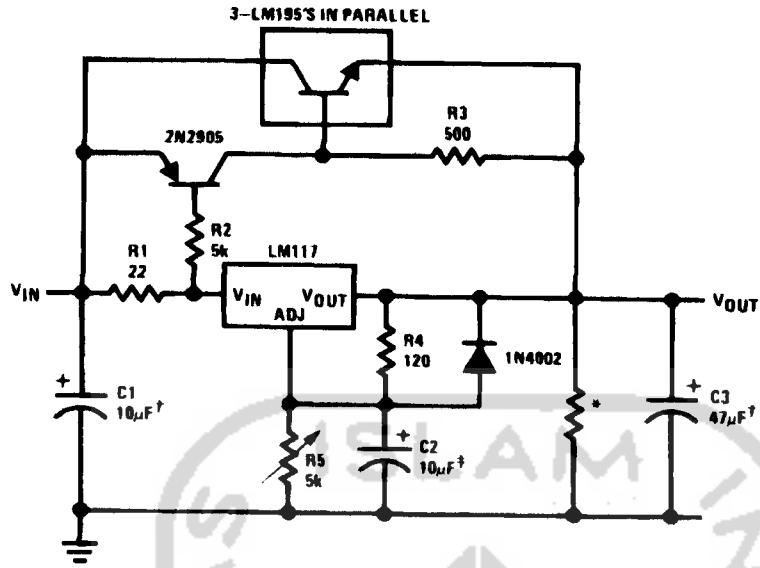 3-LM195'S IN PARALLEL
2N2905
R3
500
R2
5k
R1
22
LM117
VIN
VIN
VOUT
ADJ
VOUT
R4
120
1N4002
+
C1
10µF†
R5
5k
+
C2
10µF‡
*
+
C3
47µF†
ISLAM